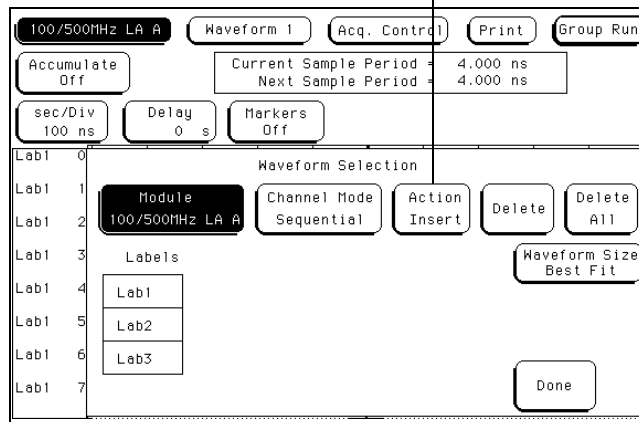 100/500MHz LA A Waveform 1 Acq. Control Print Group Run
Accumulate
Off
Current Sample Period = 4.000 ns
Next Sample Period = 4.000 ns
sec/Div
100 ns
Delay
0 s
Markers
Off
Lab1 0
Lab1 1
Lab1 2
Lab1 3
Lab1 4
Lab1 5
Lab1 6
Lab1 7
Waveform Selection
Module
100/500MHz LA A
Channel Mode
Sequential
Action
Insert
Delete
Delete
All
Labels
Waveform Size
Best Fit
Lab1
Lab2
Lab3
Done